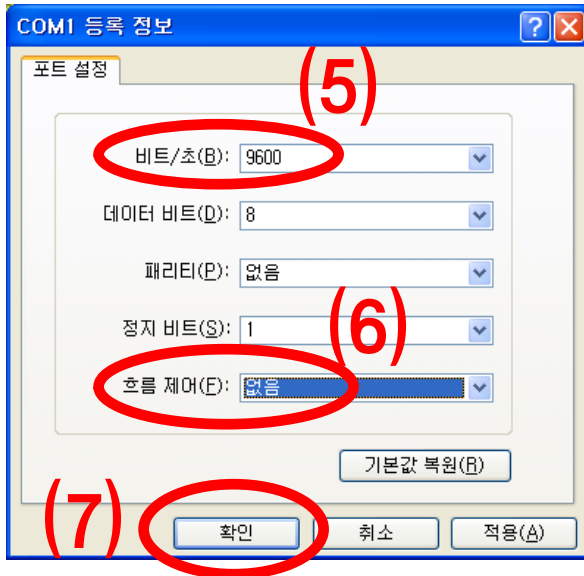 COM1 등록 정보
포트 설정
(5)
비트/초(B): 9600
데이터 비트(D): 8
패리티(P): 없음
정지 비트(S): 1
(6)
흐름 제어(F): 없음
기본값 복원(R)
(7)
확인 취소 적용(A)